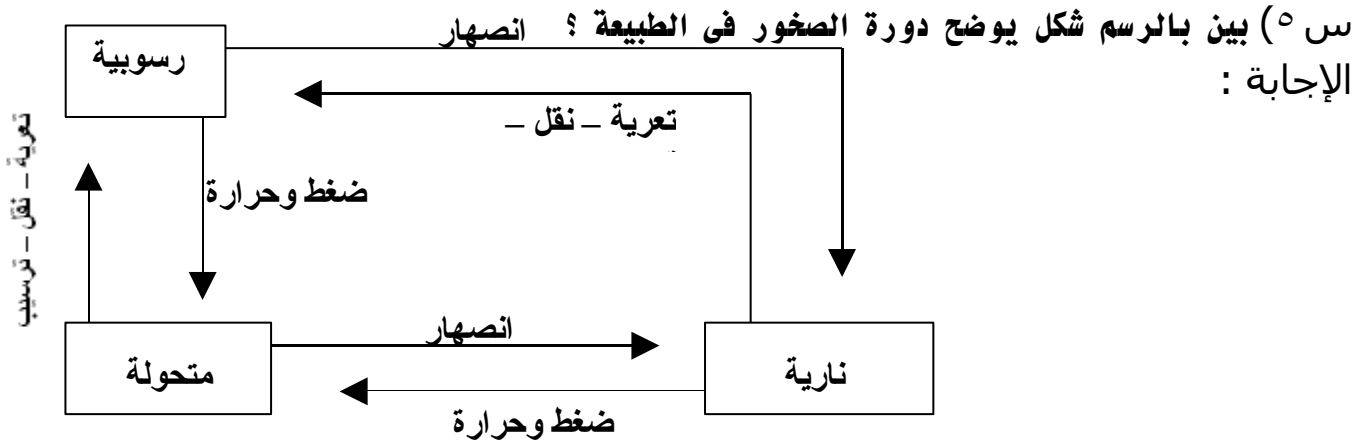 س ٥) بين بالرسم شكل يوضح دورة الصخور فى الطبيعة ؟
الإجابة :
انصهار
رسوبية
تعرية – نقل –
تعرية – نقل – ترسيب
ضغط وحرارة
انصهار
متحولة
نارية
ضغط وحرارة